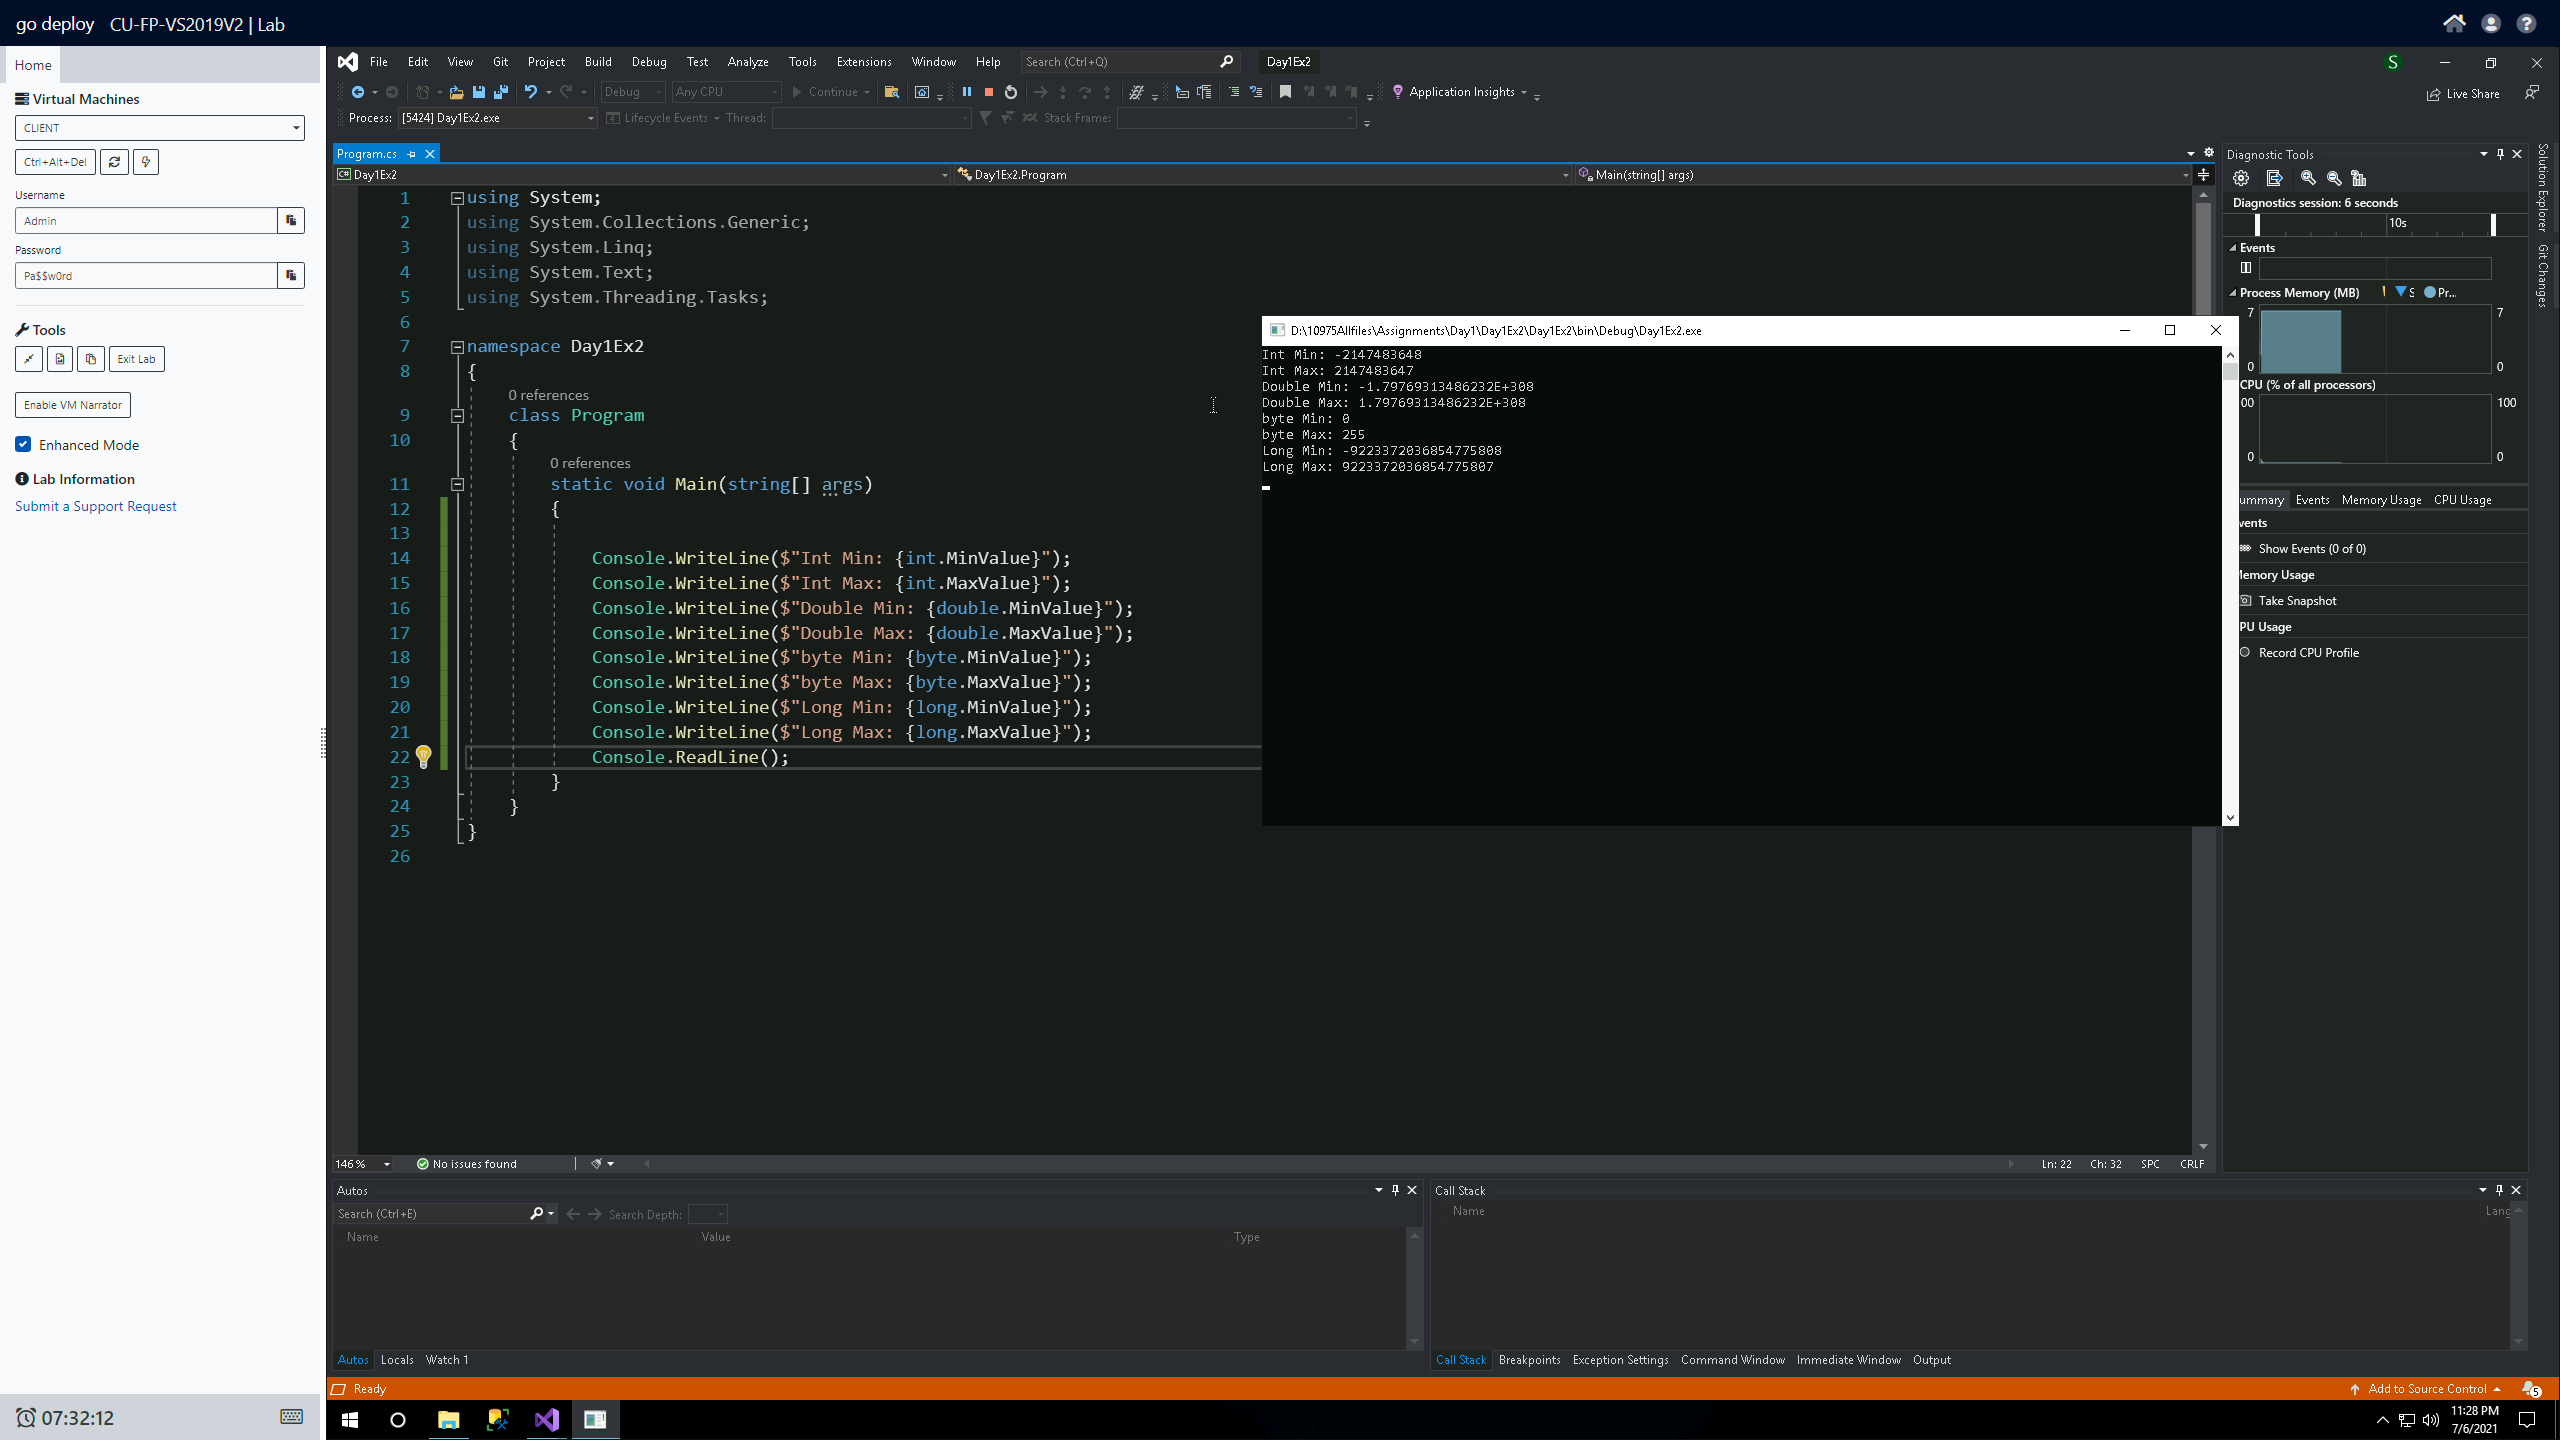 go deploy CU-FP-VS2019V2 | Lab
Home
Virtual Machines
CLIENT
Ctrl+Alt+Del
Username
Admin
Password
Pa$$w0rd
Tools
Exit Lab
Enable VM Narrator
Enhanced Mode
Lab Information
Submit a Support Request
07:32:12
File Edit View Git Project Build Debug Test Analyze Tools Extensions Window Help Search (Ctrl+Q) Day1Ex2 S
Debug Any CPU Continue Application Insights Live Share
Process: [5424] Day1Ex2.exe Lifecycle Events Thread: Stack Frame:
Program.cs
Day1Ex2 Day1Ex2.Program Main(string[] args)
1 using System;
2 using System.Collections.Generic;
3 using System.Linq;
4 using System.Text;
5 using System.Threading.Tasks;
6
7 namespace Day1Ex2
8 {
0 references
9 class Program
10 {
0 references
11 static void Main(string[] args)
12 {
13
14 Console.WriteLine($"Int Min: {int.MinValue}");
15 Console.WriteLine($"Int Max: {int.MaxValue}");
16 Console.WriteLine($"Double Min: {double.MinValue}");
17 Console.WriteLine($"Double Max: {double.MaxValue}");
18 Console.WriteLine($"byte Min: {byte.MinValue}");
19 Console.WriteLine($"byte Max: {byte.MaxValue}");
20 Console.WriteLine($"Long Min: {long.MinValue}");
21 Console.WriteLine($"Long Max: {long.MaxValue}");
22 Console.ReadLine();
23 }
24 }
25 }
26
D:\10975Allfiles\Assignments\Day1\Day1Ex2\Day1Ex2\bin\Debug\Day1Ex2.exe
Int Min: -2147483648
Int Max: 2147483647
Double Min: -1.79769313486232E+308
Double Max: 1.79769313486232E+308
byte Min: 0
byte Max: 255
Long Min: -9223372036854775808
Long Max: 9223372036854775807
Diagnostic Tools
Diagnostics session: 6 seconds
10s
Events
Process Memory (MB) S Pr...
7 7
0 0
CPU (% of all processors)
00 100
0 0
ummary Events Memory Usage CPU Usage
vents
Show Events (0 of 0)
emory Usage
Take Snapshot
PU Usage
Record CPU Profile
Solution Explorer
Git Changes
146 % No issues found Ln: 22 Ch: 32 SPC CRLF
Autos
Search (Ctrl+E) Search Depth:
Name Value Type
Autos Locals Watch 1
Call Stack
Name Lang
Call Stack Breakpoints Exception Settings Command Window Immediate Window Output
Ready Add to Source Control 5
11:28 PM
7/6/2021